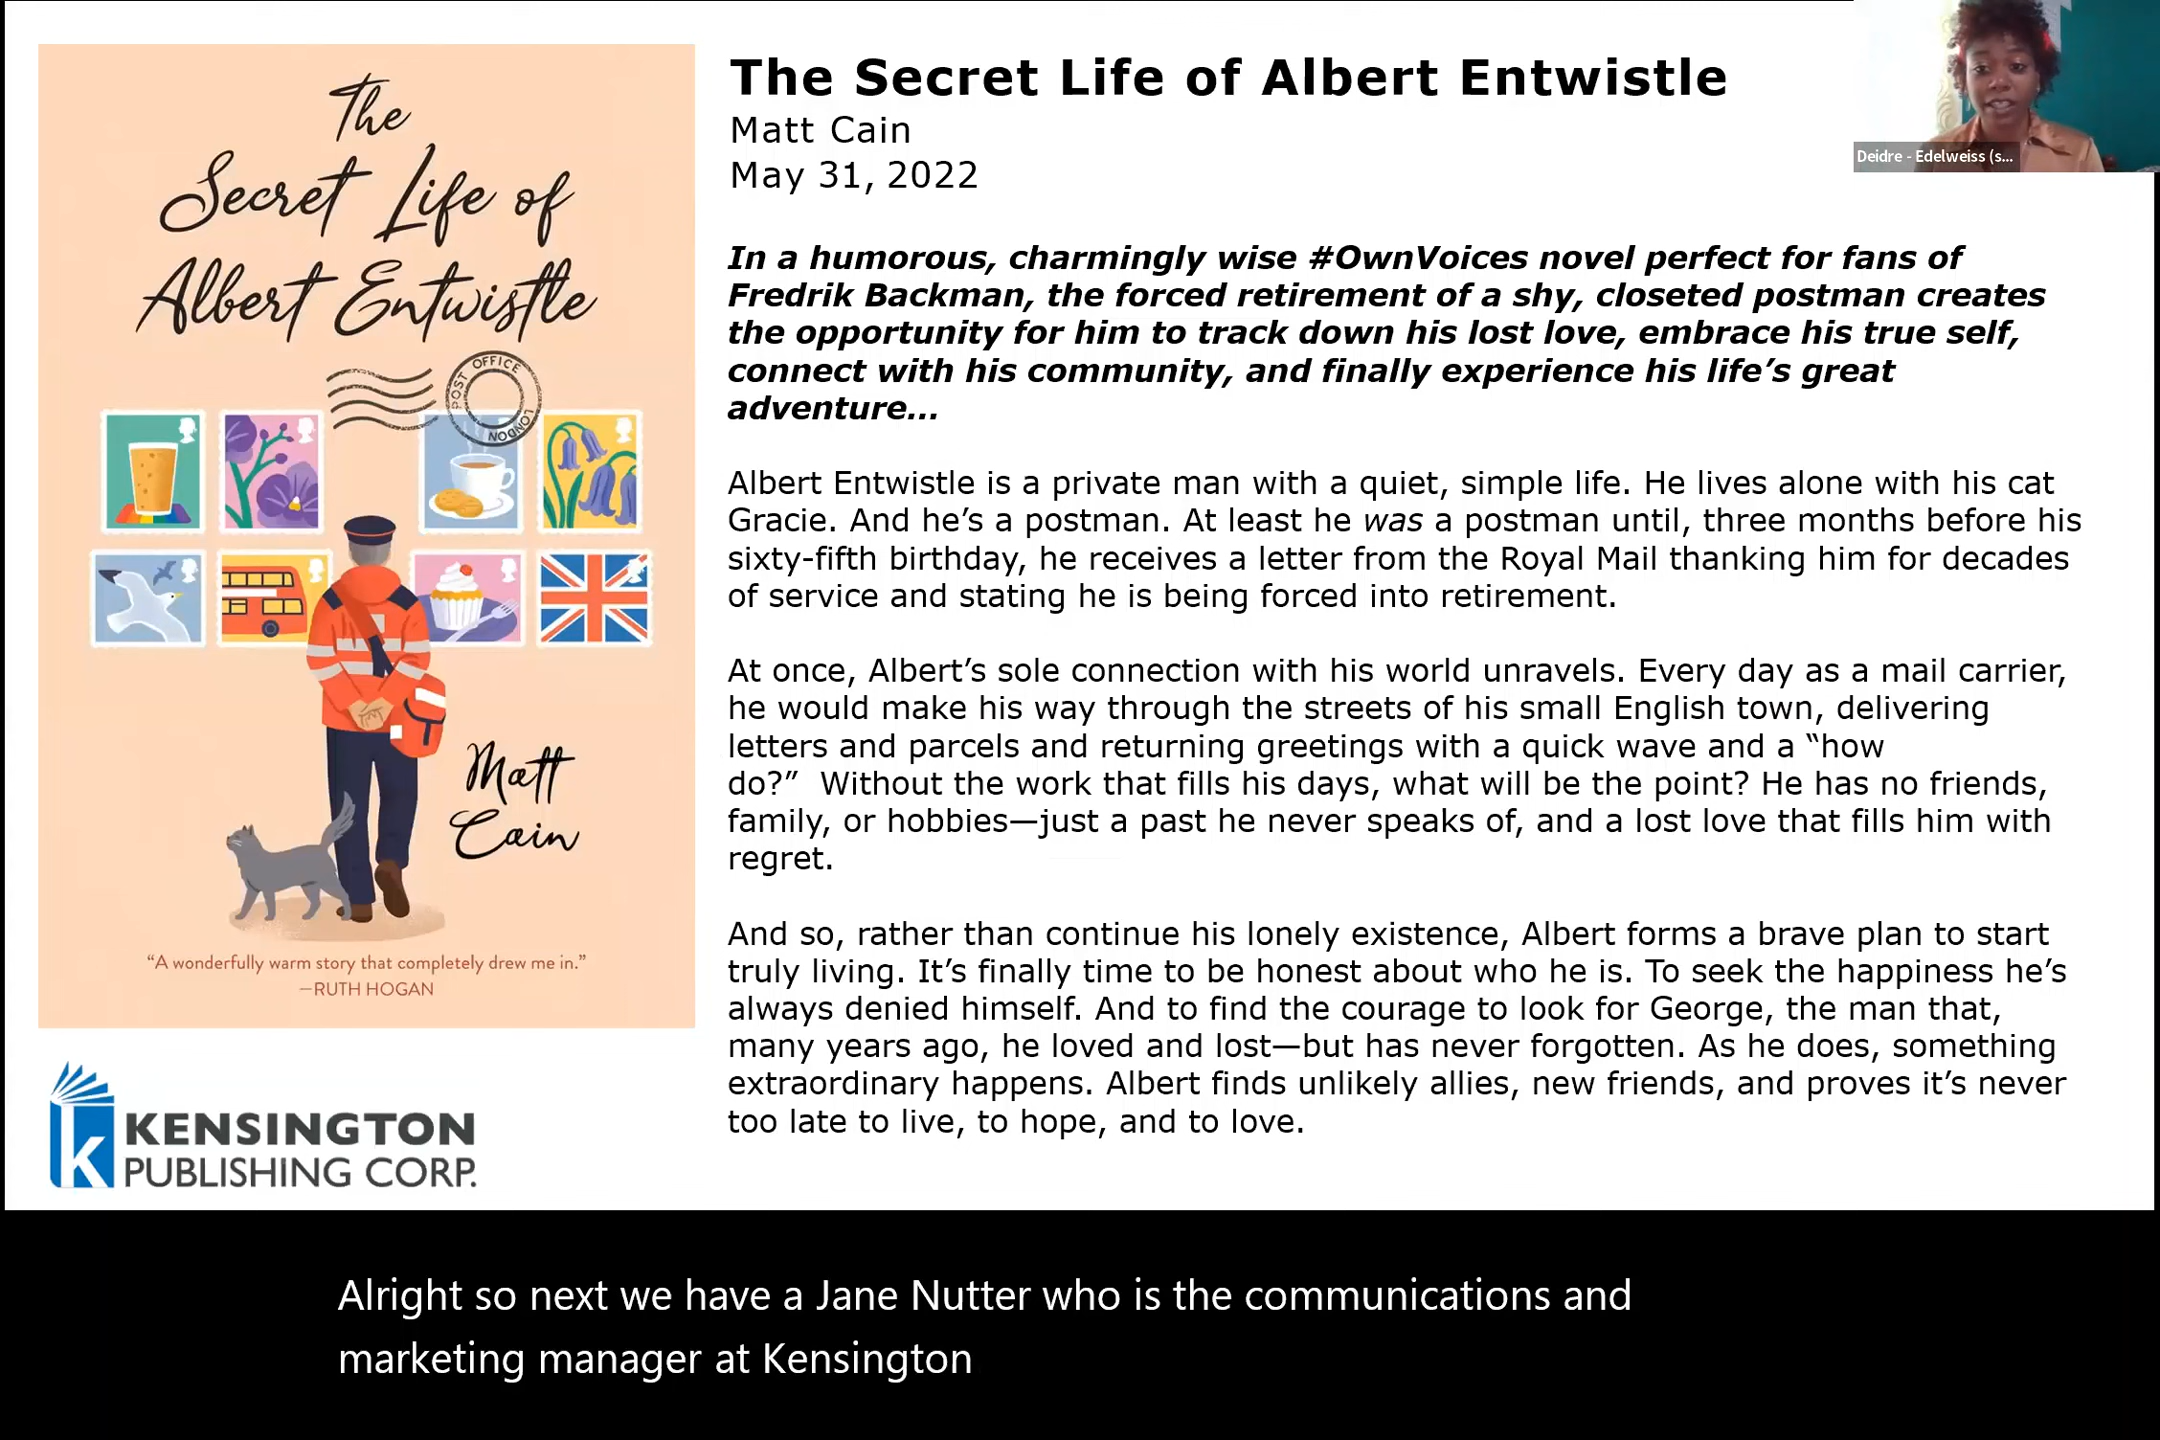 The
Secret Life of
Albert Entwistle
POST OFFICE
LONDON
Matt
Cain
“A wonderfully warm story that completely drew me in.”
—RUTH HOGAN
k KENSINGTON
PUBLISHING CORP.
The Secret Life of Albert Entwistle
Matt Cain
May 31, 2022
In a humorous, charmingly wise #OwnVoices novel perfect for fans of
Fredrik Backman, the forced retirement of a shy, closeted postman creates
the opportunity for him to track down his lost love, embrace his true self,
connect with his community, and finally experience his life’s great
adventure…
Albert Entwistle is a private man with a quiet, simple life. He lives alone with his cat
Gracie. And he’s a postman. At least he was a postman until, three months before his
sixty-fifth birthday, he receives a letter from the Royal Mail thanking him for decades
of service and stating he is being forced into retirement.
At once, Albert’s sole connection with his world unravels. Every day as a mail carrier,
he would make his way through the streets of his small English town, delivering
letters and parcels and returning greetings with a quick wave and a “how
do?”  Without the work that fills his days, what will be the point? He has no friends,
family, or hobbies—just a past he never speaks of, and a lost love that fills him with
regret.
And so, rather than continue his lonely existence, Albert forms a brave plan to start
truly living. It’s finally time to be honest about who he is. To seek the happiness he’s
always denied himself. And to find the courage to look for George, the man that,
many years ago, he loved and lost—but has never forgotten. As he does, something
extraordinary happens. Albert finds unlikely allies, new friends, and proves it’s never
too late to live, to hope, and to love.
Deidre - Edelweiss (s...
Alright so next we have a Jane Nutter who is the communications and
marketing manager at Kensington